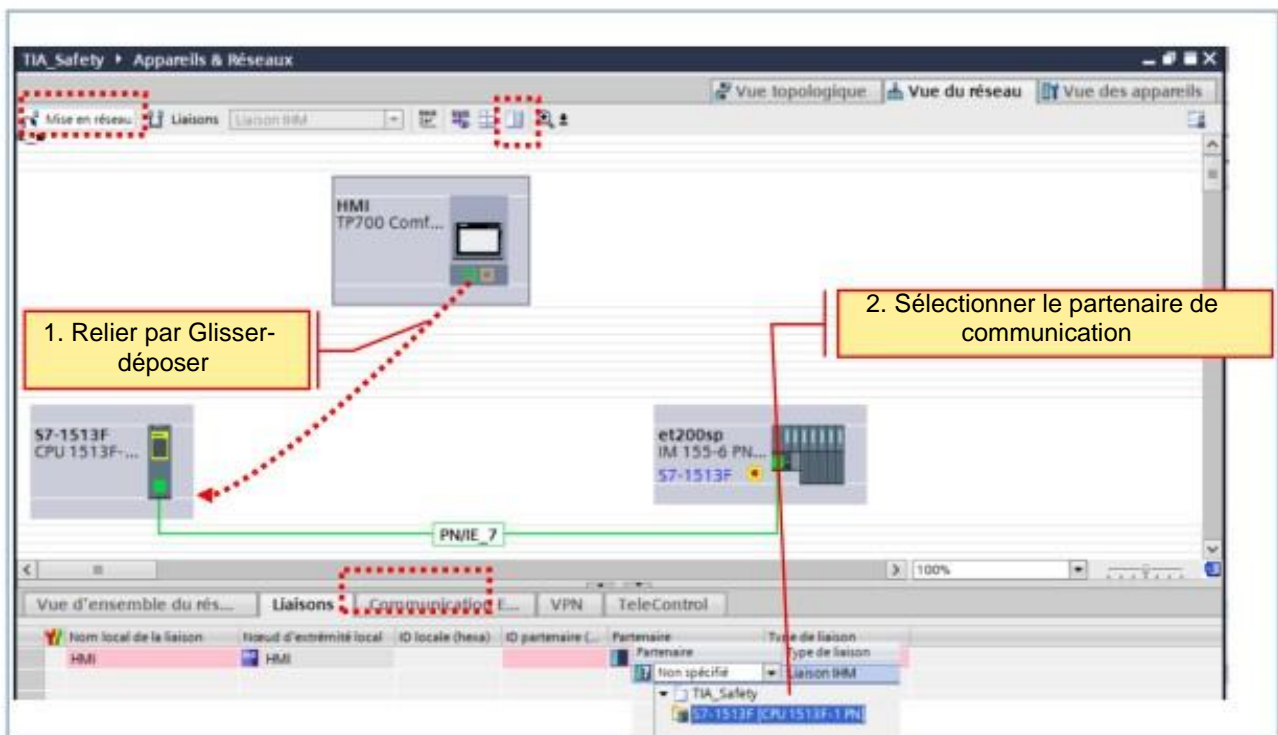 TIA_Safety ▸ Appareils & Réseaux
Vue topologique Vue du réseau Vue des appareils
Mise en réseau Liaisons Liaison IHM
HMI
TP700 Comf...
1. Relier par Glisser-
déposer
2. Sélectionner le partenaire de
communication
S7-1513F
CPU 1513F-...
et200sp
IM 155-6 PN...
S7-1513F
PN/IE_7
100%
Vue d'ensemble du rés... Liaisons Communication E... VPN TeleControl
Nom local de la liaison Nœud d'extrémité local ID locale (hexa) ID partenaire (... Partenaire Type de liaison
Partenaire Type de liaison
HMI HMI
Non spécifié Liaison IHM
TIA_Safety
S7-1513F [CPU 1513F-1 PN]